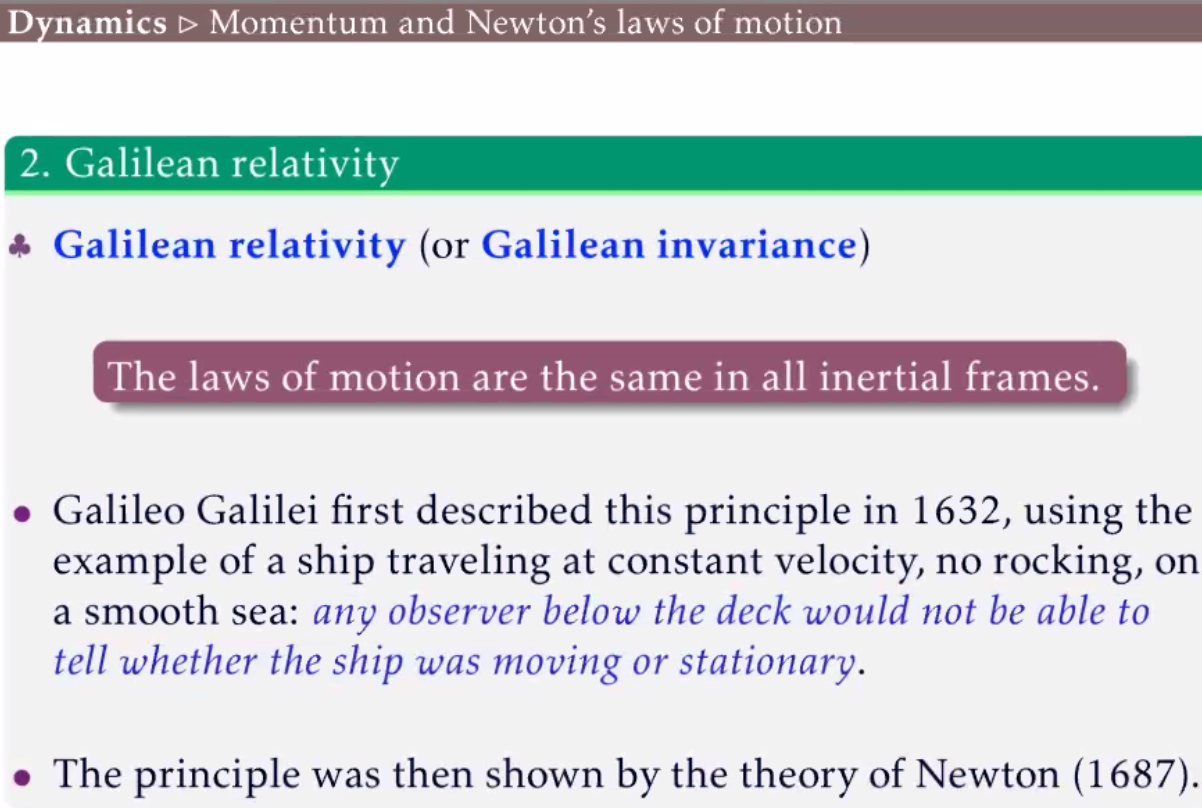 Dynamics ▷ Momentum and Newton's laws of motion
2. Galilean relativity
♣ Galilean relativity (or Galilean invariance)
The laws of motion are the same in all inertial frames.
• Galileo Galilei first described this principle in 1632, using the
example of a ship traveling at constant velocity, no rocking, on
a smooth sea: any observer below the deck would not be able to
tell whether the ship was moving or stationary.
• The principle was then shown by the theory of Newton (1687).